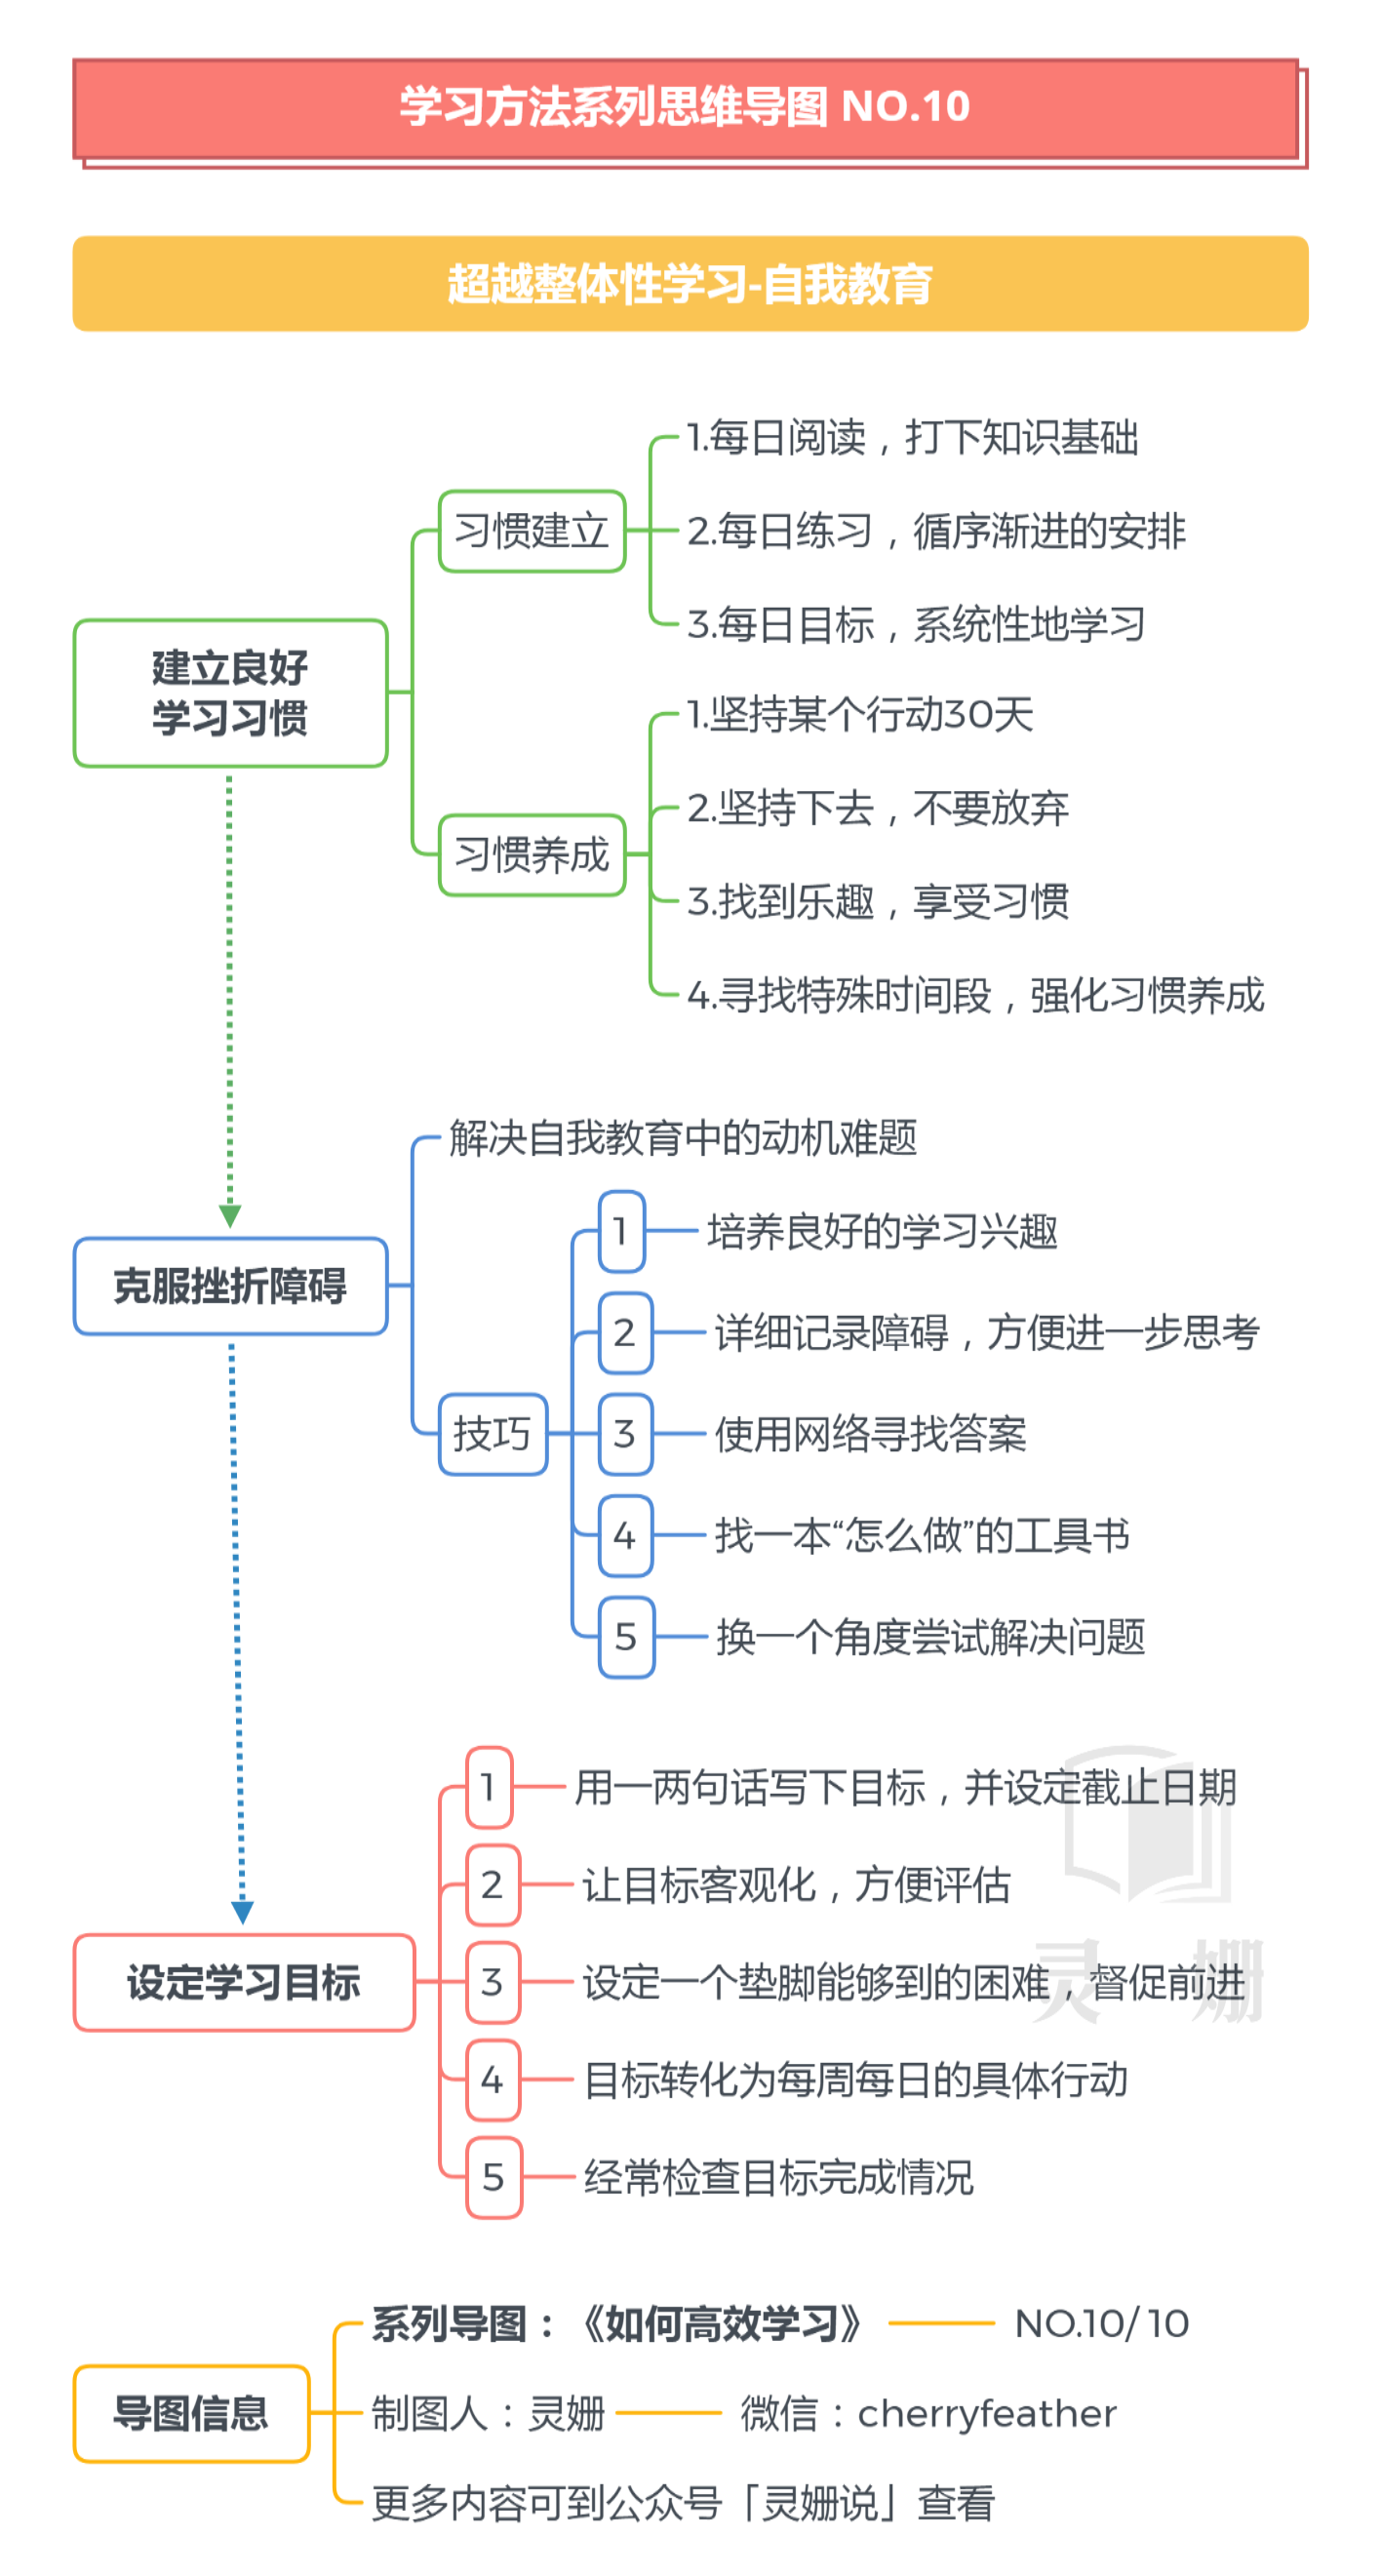 学习方法系列思维导图 NO.10
超越整体性学习-自我教育
建立良好
学习习惯
习惯建立
1.每日阅读，打下知识基础
2.每日练习，循序渐进的安排
3.每日目标，系统性地学习
习惯养成
1.坚持某个行动30天
2.坚持下去，不要放弃
3.找到乐趣，享受习惯
4.寻找特殊时间段，强化习惯养成
克服挫折障碍
解决自我教育中的动机难题
技巧
1 培养良好的学习兴趣
2 详细记录障碍，方便进一步思考
3 使用网络寻找答案
4 找一本“怎么做”的工具书
5 换一个角度尝试解决问题
设定学习目标
1 用一两句话写下目标，并设定截止日期
2 让目标客观化，方便评估
3 设定一个垫脚能够到的困难，督促前进
4 目标转化为每周每日的具体行动
5 经常检查目标完成情况
灵姗
导图信息
系列导图：《如何高效学习》 NO.10/ 10
制图人：灵姗 微信：cherryfeather
更多内容可到公众号「灵姗说」查看